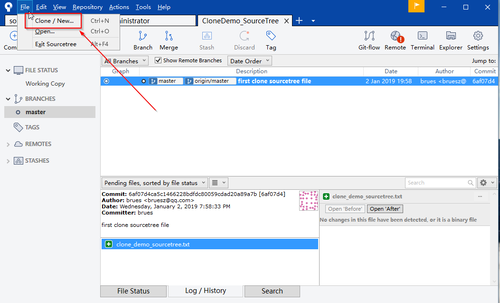 File Edit View Repository Actions Tools Help
Clone / New... Ctrl+N
Open... Ctrl+O
Exit Sourcetree Alt+F4
ministrator CloneDemo_SourceTree
Branch Merge Stash Discard Tag Git-flow Remote Terminal Explorer Settings
All Branches Show Remote Branches Date Order Jump to:
Graph Description Date Author Commit
master origin/master first clone sourcetree file 2 Jan 2019 19:58 brues <bruesz@ 6af07d4
FILE STATUS
Working Copy
BRANCHES
master
TAGS
REMOTES
STASHES
Pending files, sorted by file status Search
Commit: 6af07d4ca5c1466228bfdfc80059cdad20a89a7b [6af07d4]
Author: brues <bruesz@qq.com>
Date: Wednesday, January 2, 2019 7:58:33 PM
Committer: brues
first clone sourcetree file
clone_demo_sourcetree.txt
clone_demo_sourcetree.txt
Open 'Before' Open 'After'
No changes in this file have been detected, or it is a binary file
File Status Log / History Search